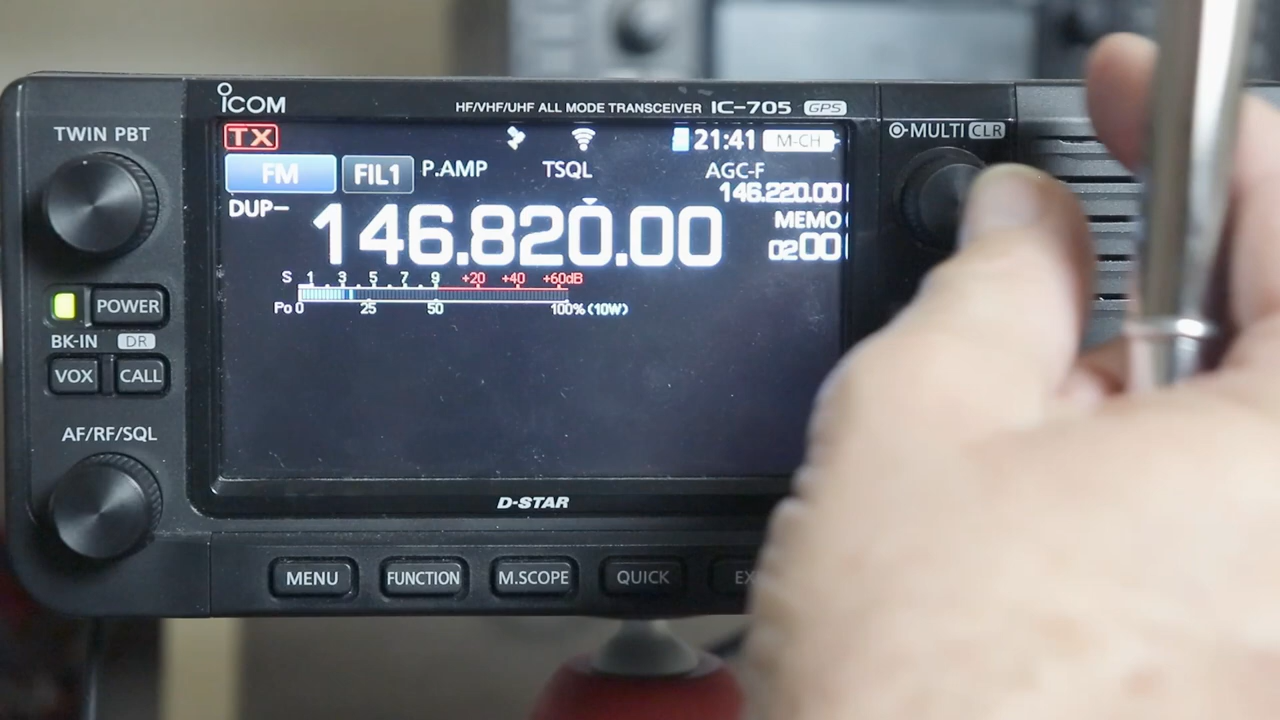 ICOM
HF/VHF/UHF ALL MODE TRANSCEIVER IC-705 GPS
TWIN PBT
TX 21:41 M-CH
MULTI CLR
FM FIL1 P.AMP TSQL AGC-F
146.220.00
DUP– 146.820.00
MEMO
0200
S 1 3 5 7 9 +20 +40 +60dB
Po 0 25 50 100% (10W)
POWER
BK-IN DR
VOX CALL
AF/RF/SQL
D-STAR
MENU FUNCTION M.SCOPE QUICK